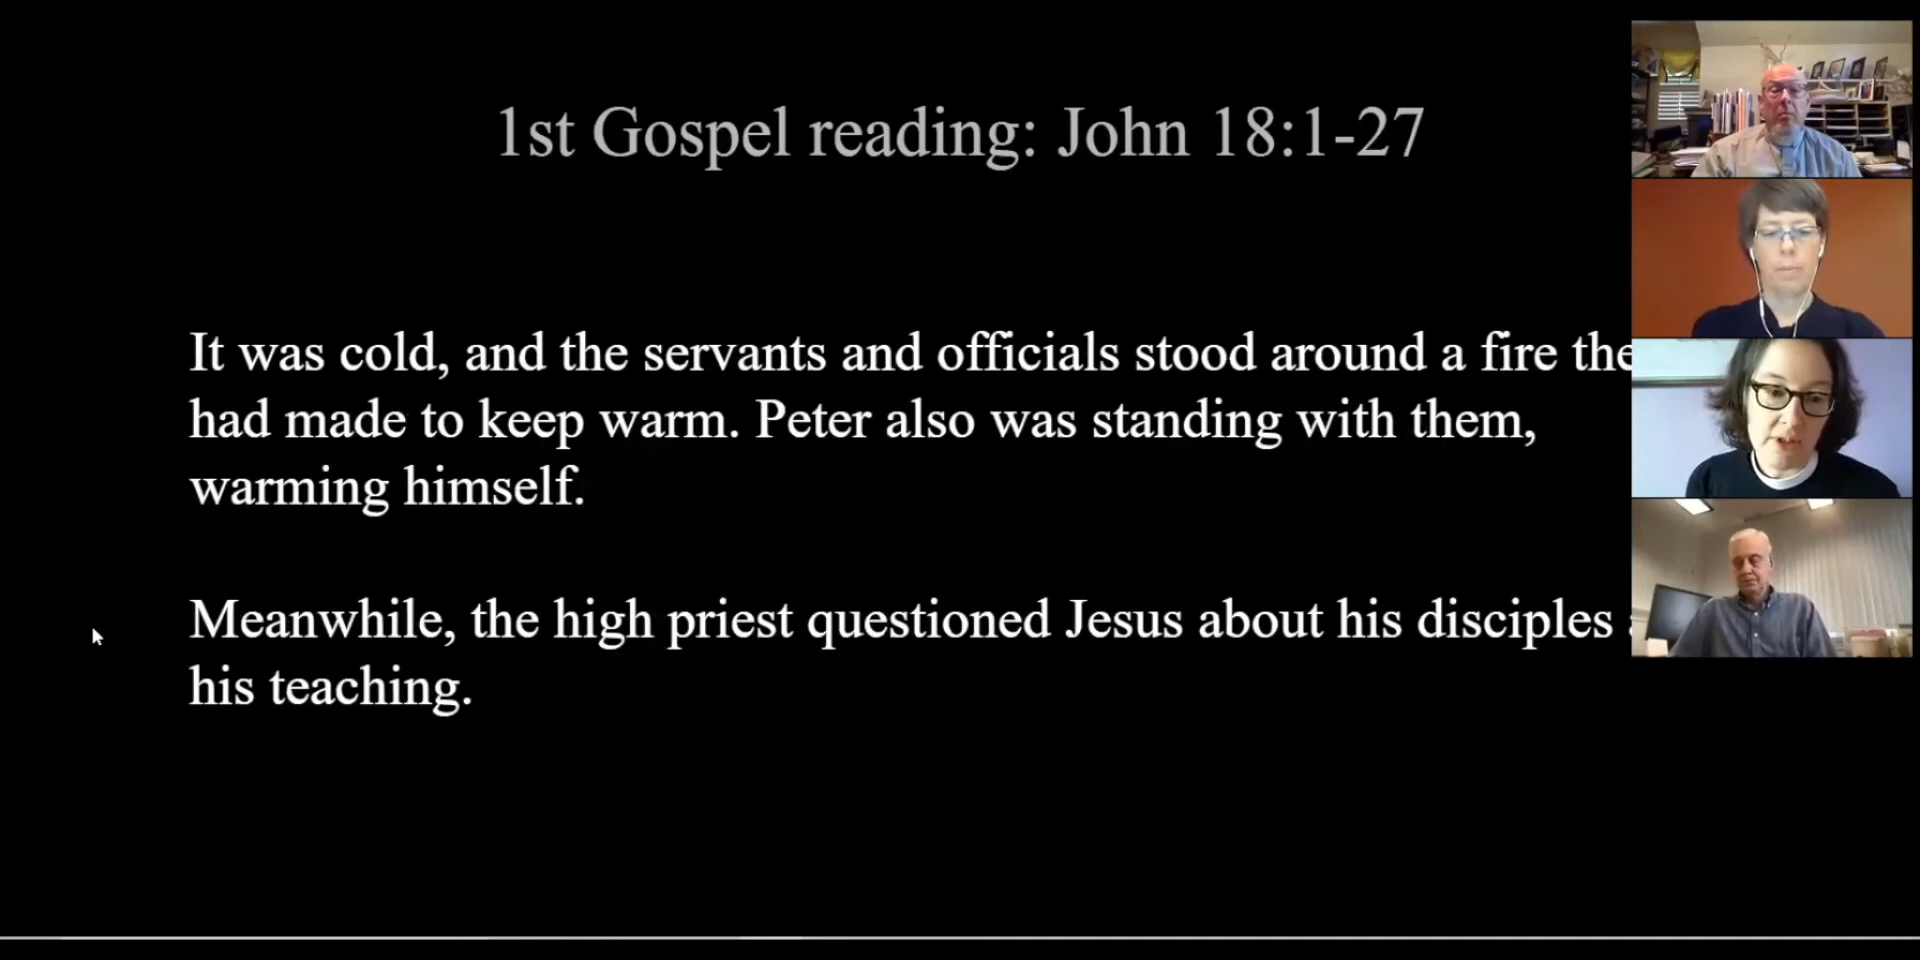 1st Gospel reading: John 18:1-27
It was cold, and the servants and officials stood around a fire the
had made to keep warm. Peter also was standing with them,
warming himself.
Meanwhile, the high priest questioned Jesus about his disciples
his teaching.